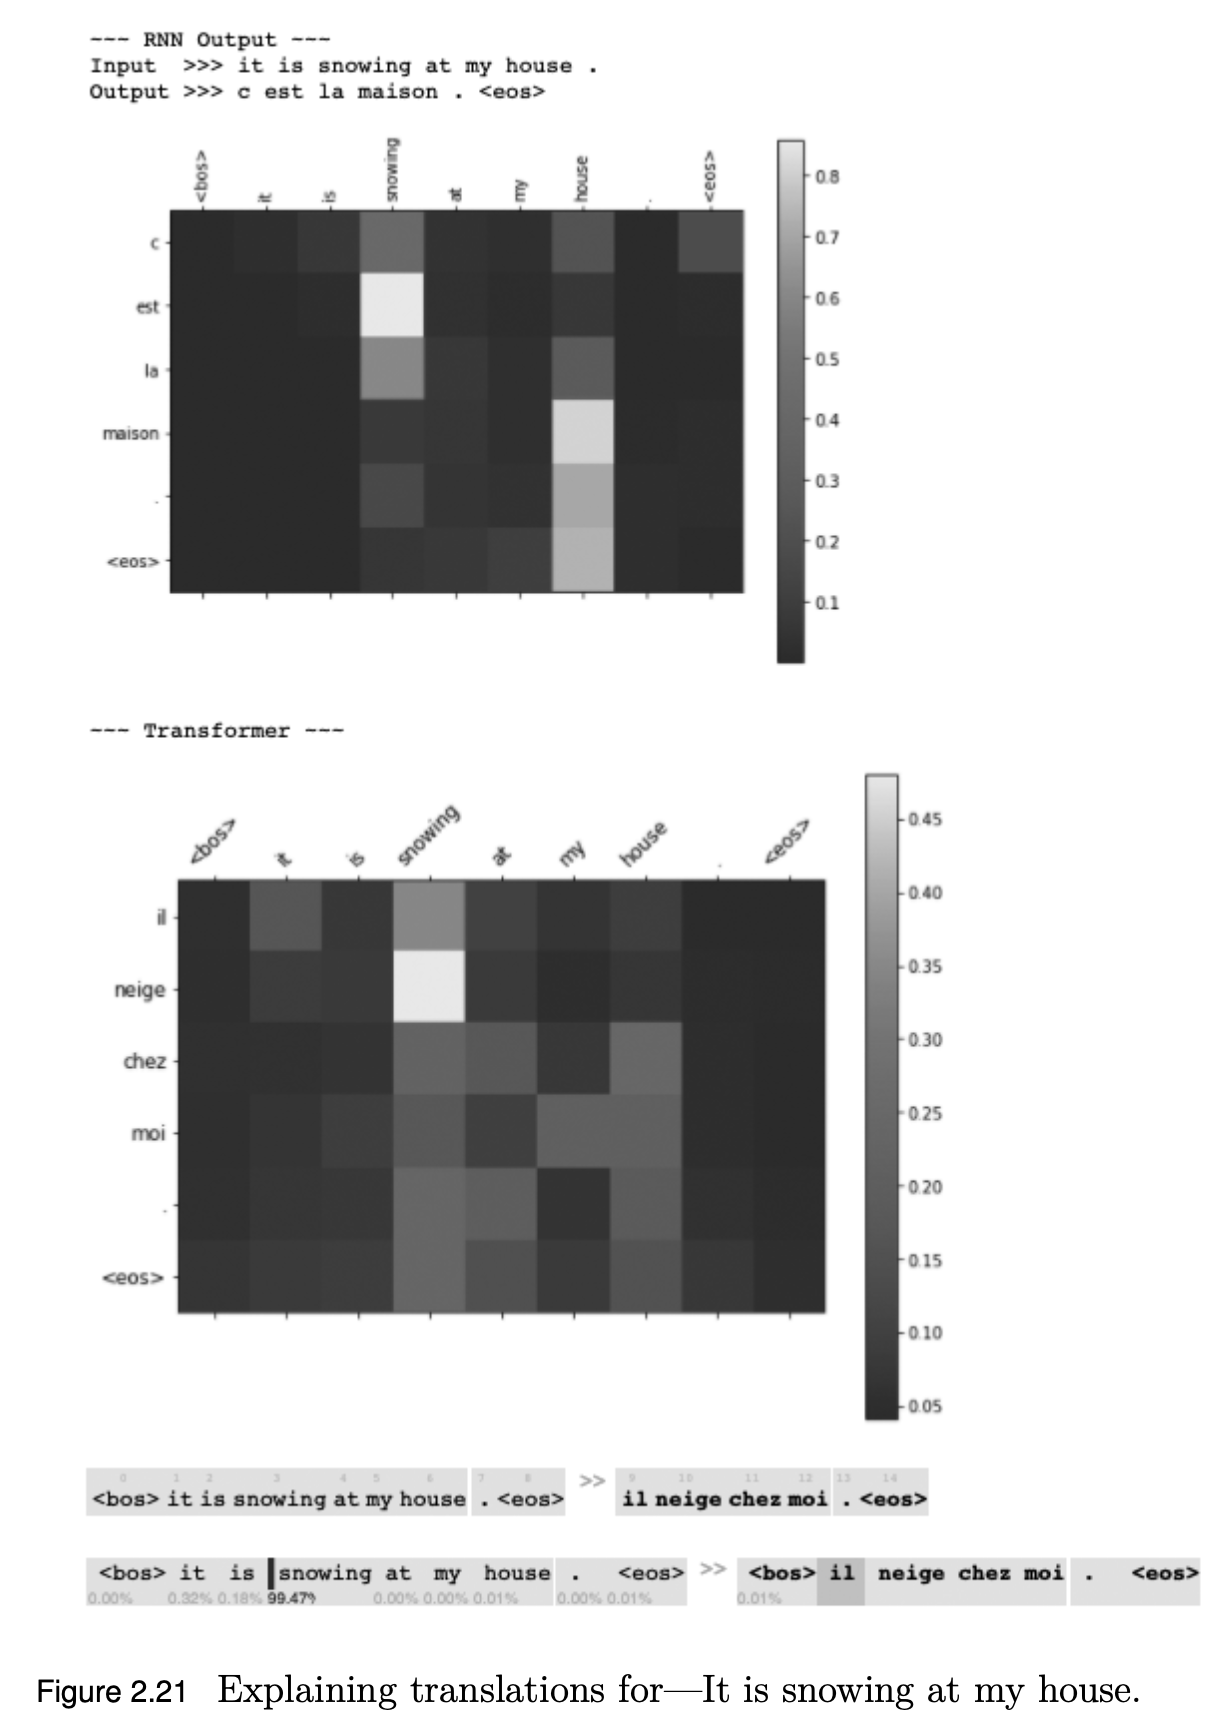 ~~~ RNN Output ~~~
Input >>> it is snowing at my house .
Output >>> c est la maison . <eos>
<bos> it is snowing at my house . <eos>
c
est
la
maison
.
<eos>
0.8
0.7
0.6
0.5
0.4
0.3
0.2
0.1
~~~ Transformer ~~~
<bos> it is snowing at my house . <eos>
il
neige
chez
moi
.
<eos>
0.45
0.40
0.35
0.30
0.25
0.20
0.15
0.10
0.05
0 1 2 3 4 5 6 7 8 9 10 11 12 13 14
<bos> it is snowing at my house . <eos> >> il neige chez moi . <eos>
<bos> it is snowing at my house . <eos> >> <bos> il neige chez moi . <eos>
0.00% 0.32% 0.18% 99.47% 0.00% 0.00% 0.01% 0.00% 0.01% 0.01%
Figure 2.21 Explaining translations for—It is snowing at my house.